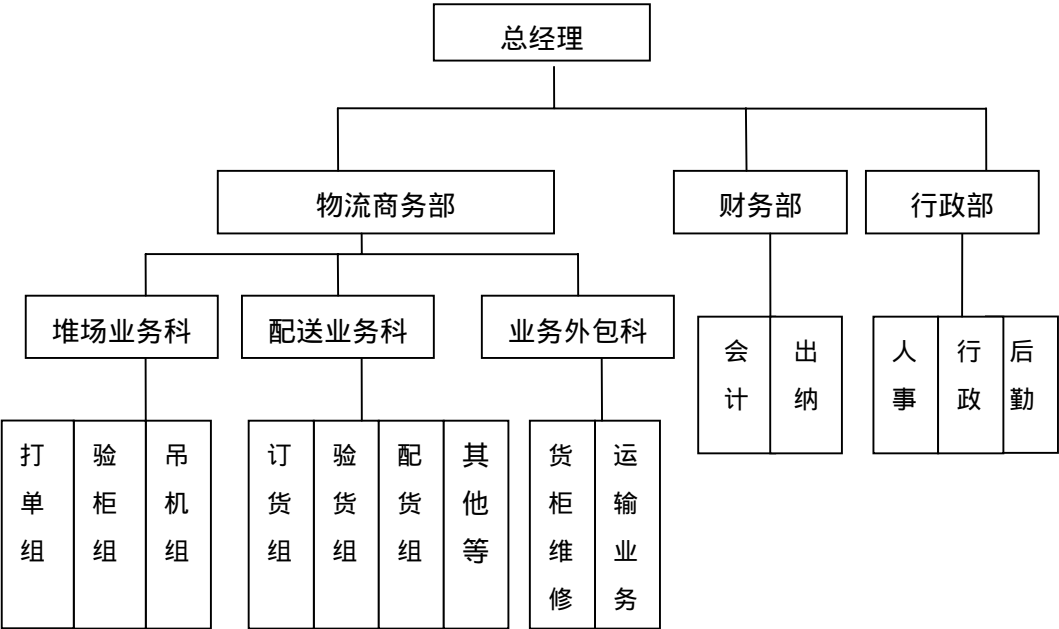 总经理
物流商务部
财务部
行政部
堆场业务科
配送业务科
业务外包科
会计
出纳
人事
行政
后勤
打单组
验柜组
吊机组
订货组
验货组
配货组
其他等
货柜维修
运输业务